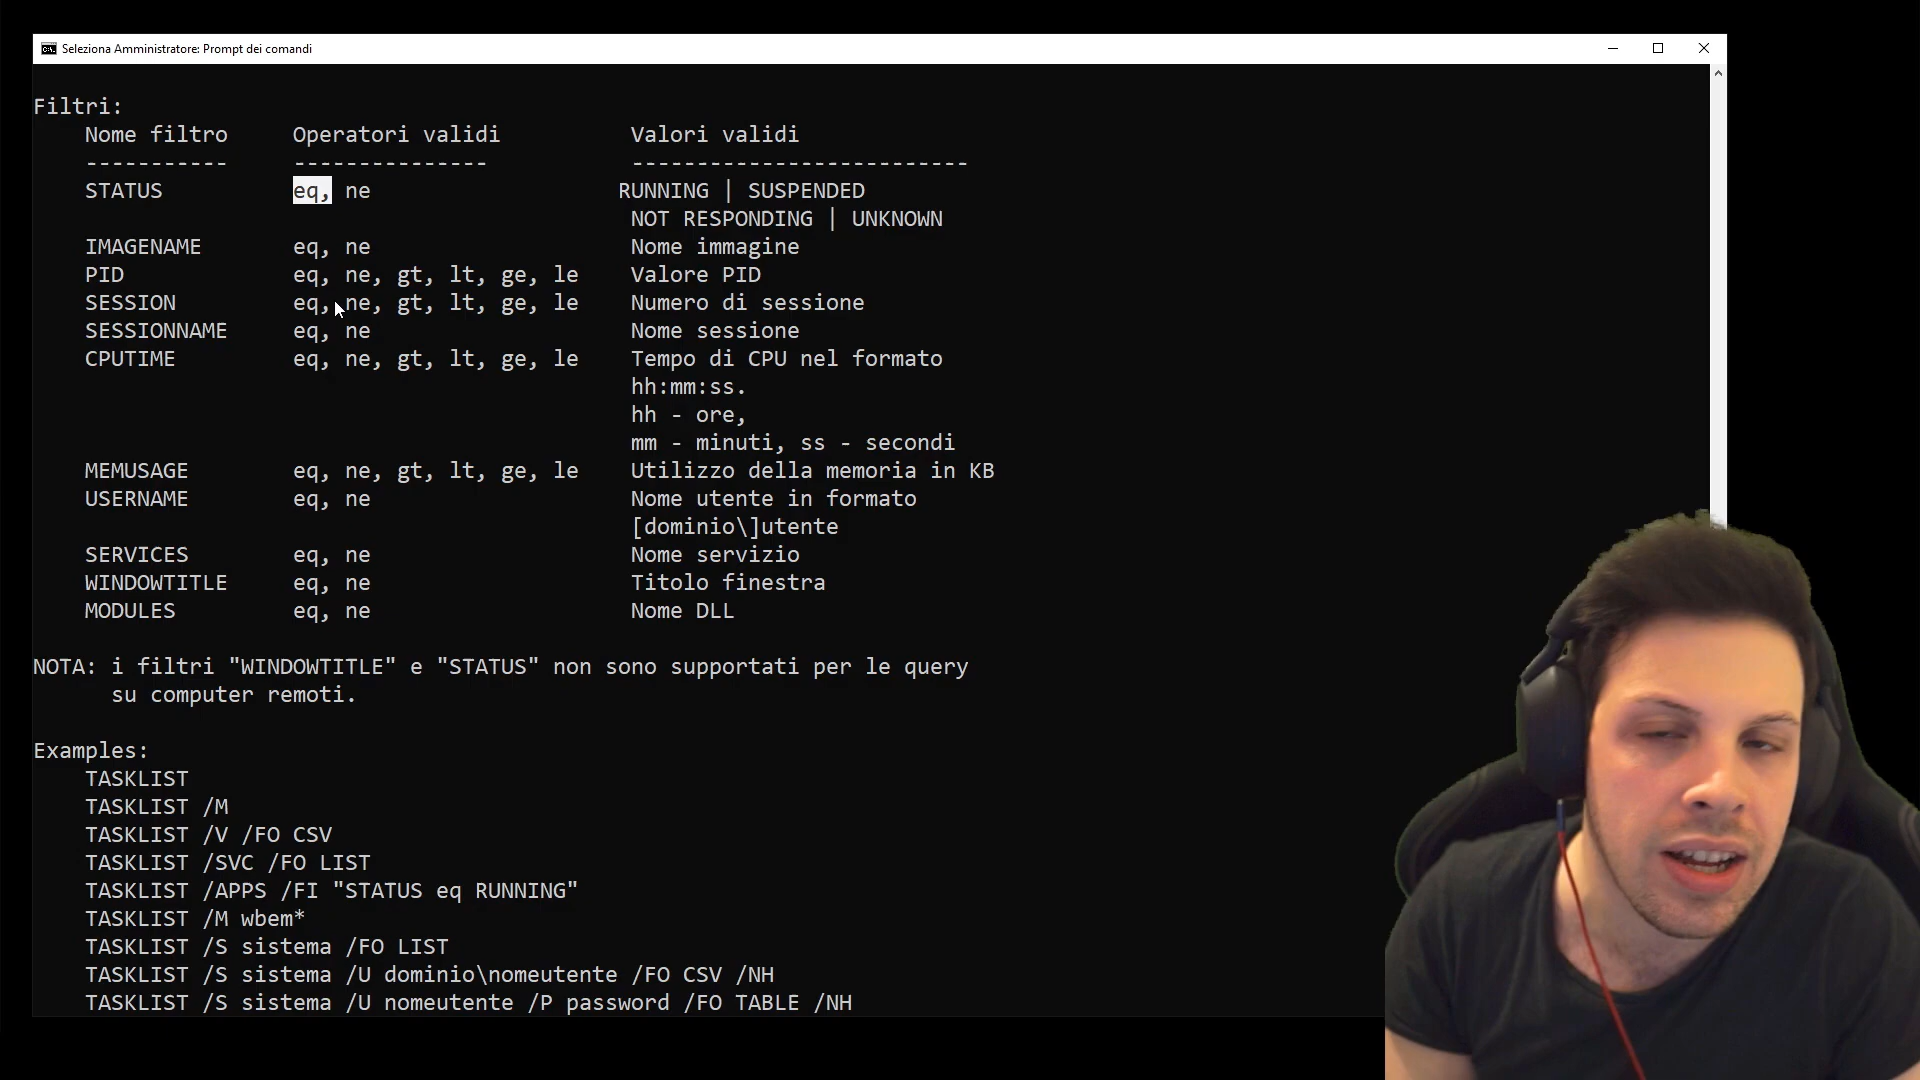 Seleziona Amministratore: Prompt dei comandi
Filtri:
Nome filtro Operatori validi Valori validi
----------- --------------- --------------------------
STATUS eq, ne RUNNING | SUSPENDED
NOT RESPONDING | UNKNOWN
IMAGENAME eq, ne Nome immagine
PID eq, ne, gt, lt, ge, le Valore PID
SESSION eq, ne, gt, lt, ge, le Numero di sessione
SESSIONNAME eq, ne Nome sessione
CPUTIME eq, ne, gt, lt, ge, le Tempo di CPU nel formato
hh:mm:ss.
hh - ore,
mm - minuti, ss - secondi
MEMUSAGE eq, ne, gt, lt, ge, le Utilizzo della memoria in KB
USERNAME eq, ne Nome utente in formato
[dominio\]utente
SERVICES eq, ne Nome servizio
WINDOWTITLE eq, ne Titolo finestra
MODULES eq, ne Nome DLL
NOTA: i filtri "WINDOWTITLE" e "STATUS" non sono supportati per le query
su computer remoti.
Examples:
TASKLIST
TASKLIST /M
TASKLIST /V /FO CSV
TASKLIST /SVC /FO LIST
TASKLIST /APPS /FI "STATUS eq RUNNING"
TASKLIST /M wbem*
TASKLIST /S sistema /FO LIST
TASKLIST /S sistema /U dominio\nomeutente /FO CSV /NH
TASKLIST /S sistema /U nomeutente /P password /FO TABLE /NH